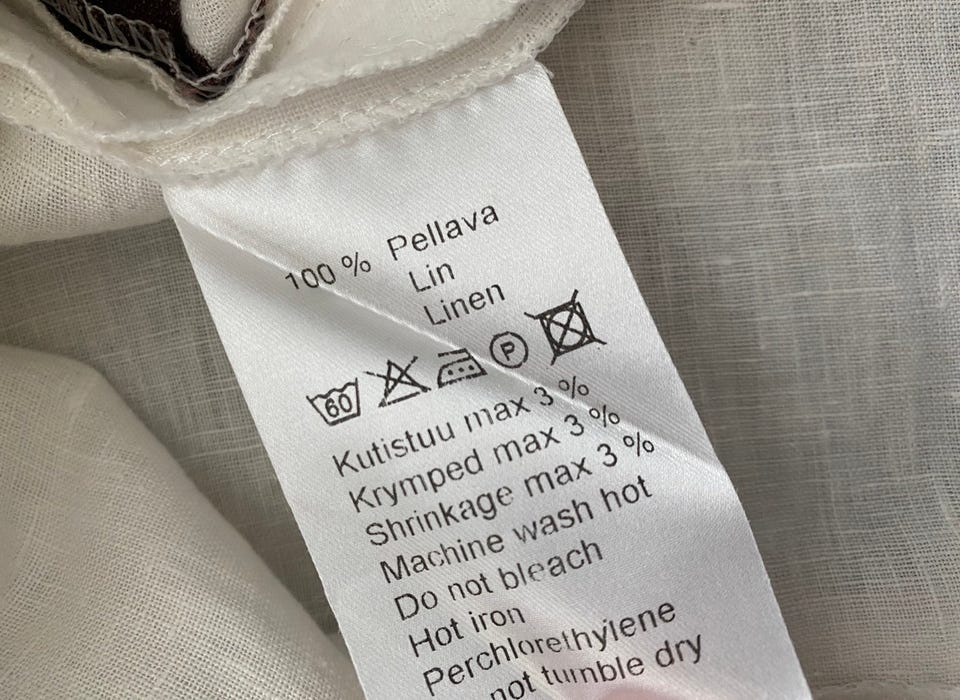 100 % Pellava
Lin
Linen
60 P
Kutistuu max 3 %
Krymped max 3 %
Shrinkage max 3 %
Machine wash hot
Do not bleach
Hot iron
Perchlorethylene
not tumble dry